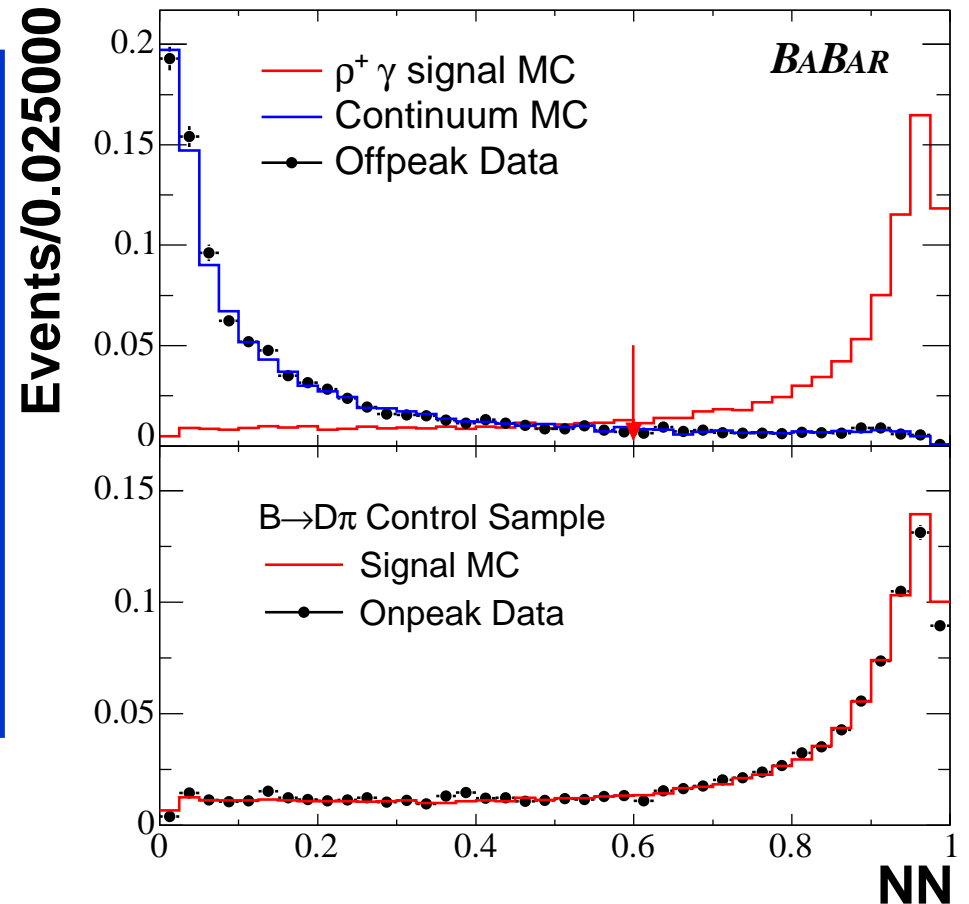 Events/0.025000
BABAR
ρ+ γ signal MC
Continuum MC
Offpeak Data
0.2
0.15
0.1
0.05
0
B→Dπ Control Sample
Signal MC
Onpeak Data
0.15
0.1
0.05
0
0 0.2 0.4 0.6 0.8 1
NN